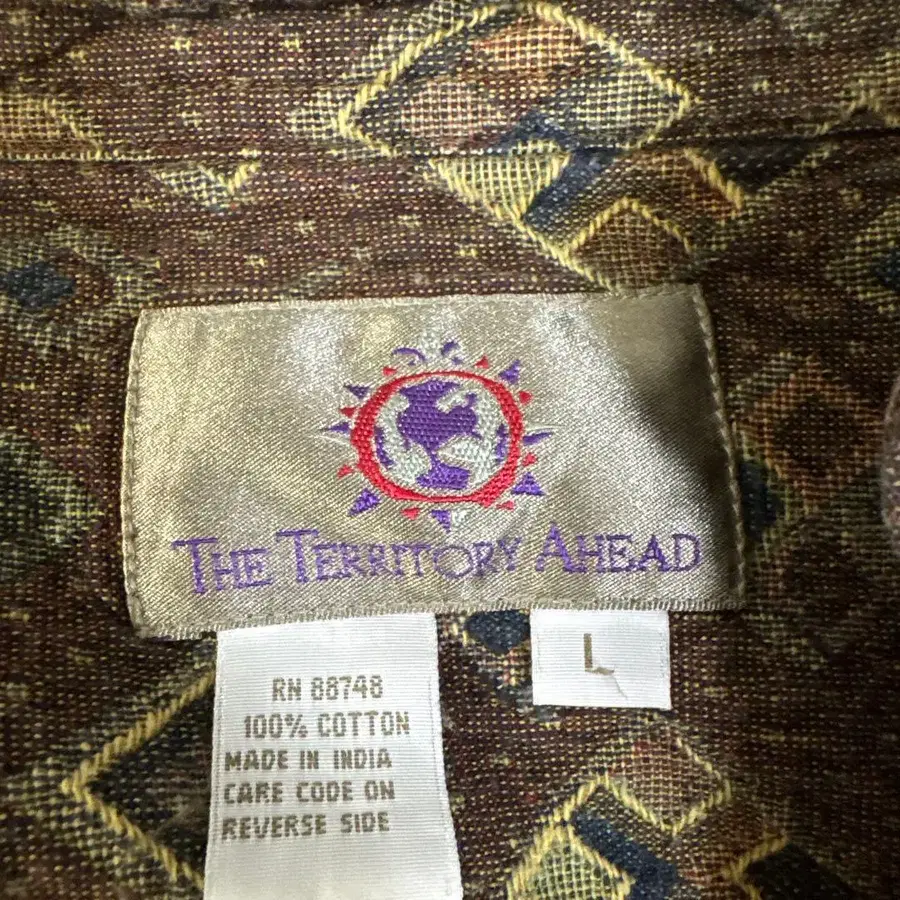 THE TERRITORY AHEAD
L
RN 88748
100% COTTON
MADE IN INDIA
CARE CODE ON
REVERSE SIDE